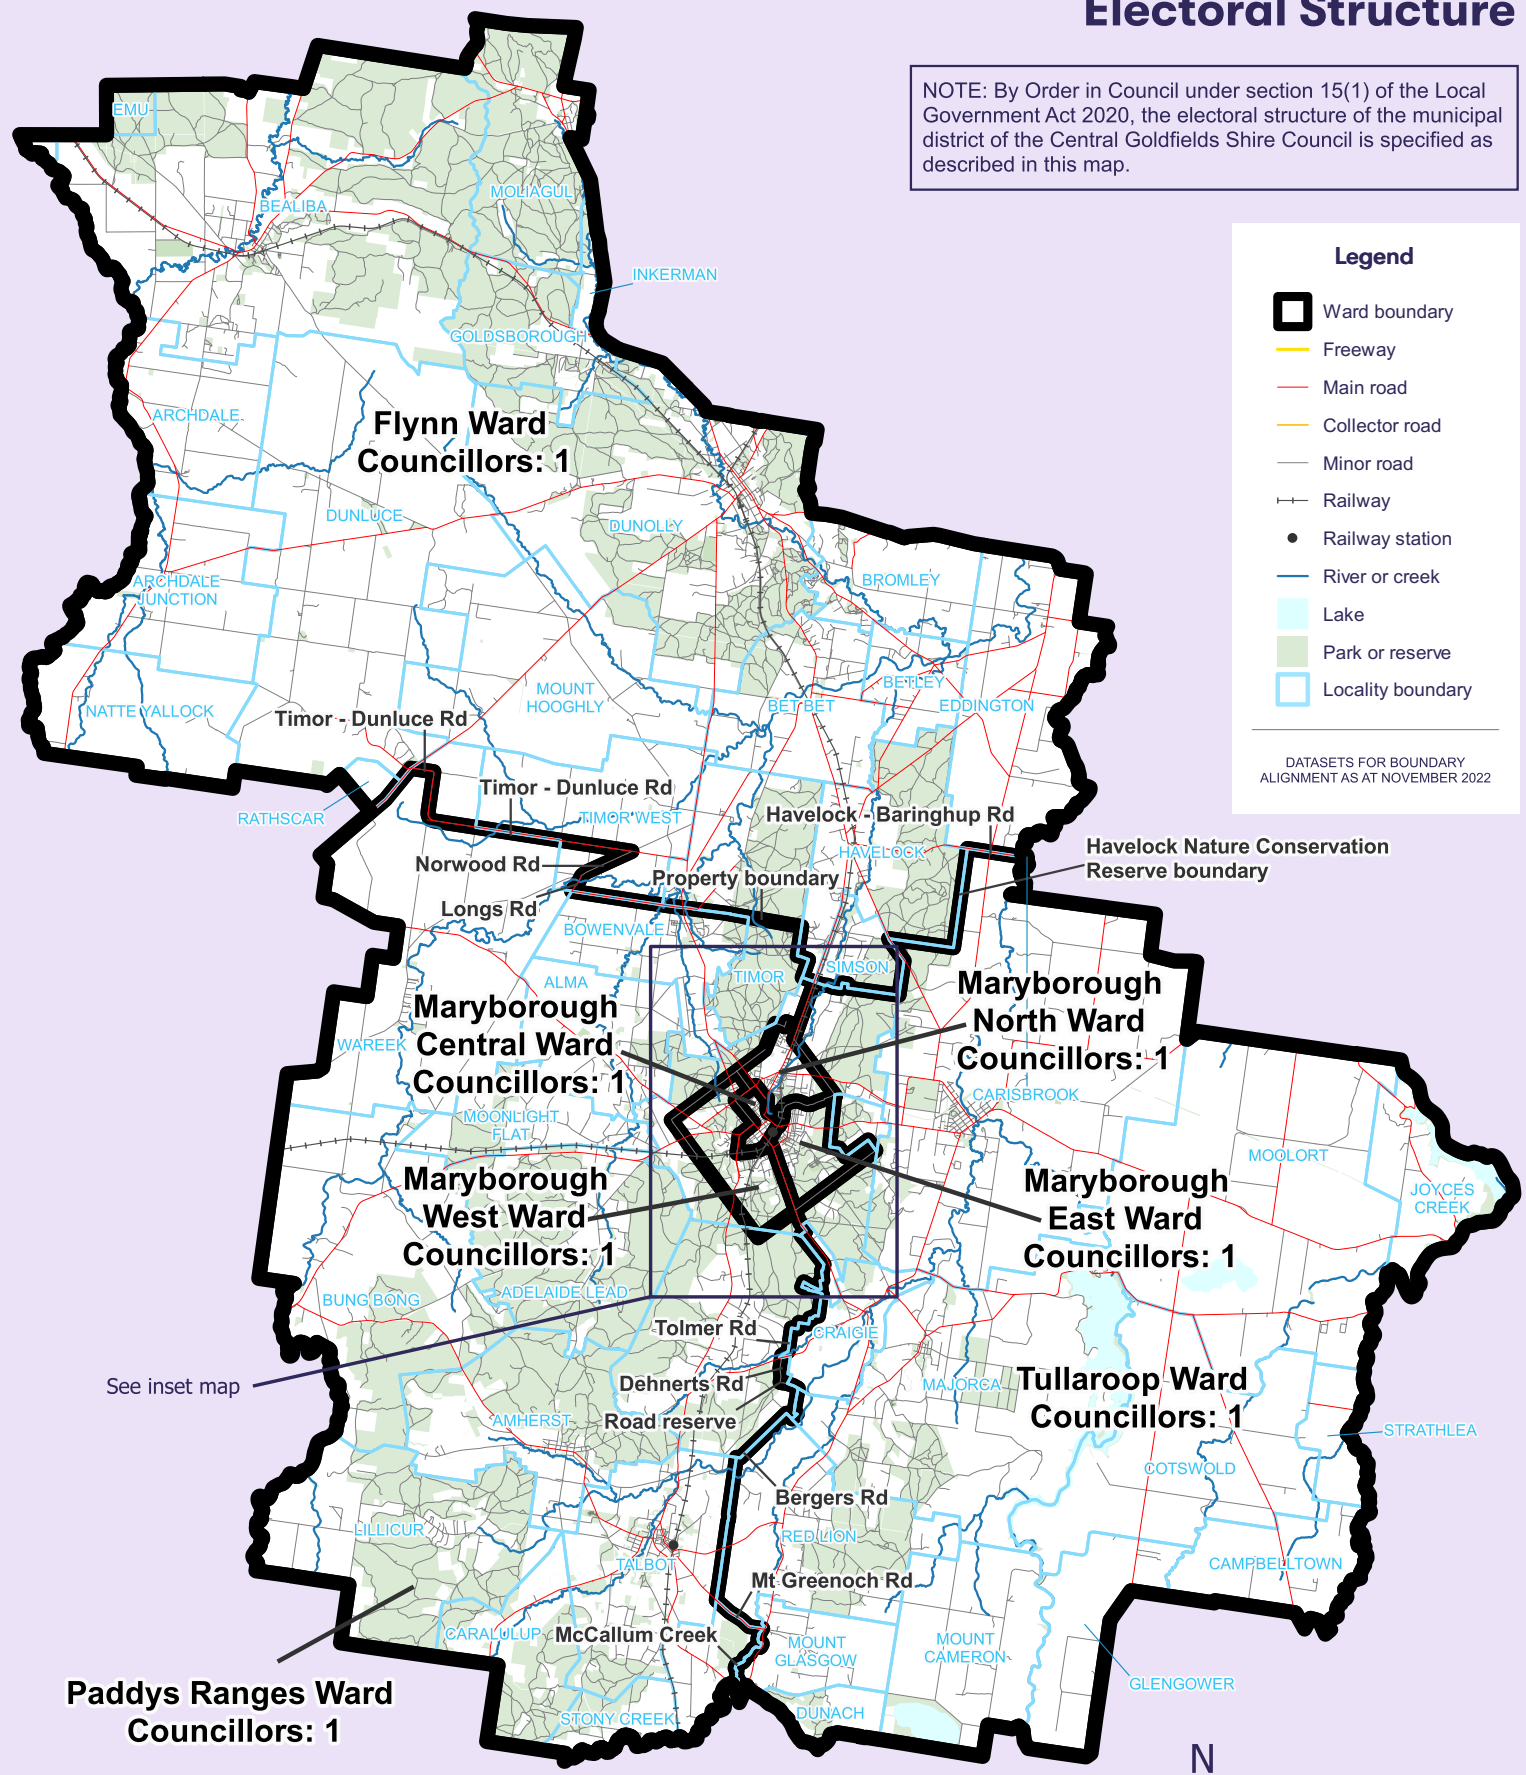 Electoral Structure
NOTE: By Order in Council under section 15(1) of the Local
Government Act 2020, the electoral structure of the municipal
district of the Central Goldfields Shire Council is specified as
described in this map.
Legend
Ward boundary
Freeway
Main road
Collector road
Minor road
Railway
Railway station
River or creek
Lake
Park or reserve
Locality boundary
DATASETS FOR BOUNDARY
ALIGNMENT AS AT NOVEMBER 2022
EMU
MOLIAGUL
BEALIBA
INKERMAN
GOLDSBOROUGH
ARCHDALE
Flynn Ward
Councillors: 1
DUNLUCE
DUNOLLY
ARCHDALE
JUNCTION
BROMLEY
BETLEY
MOUNT
HOOGHLY
BET BET
EDDINGTON
NATTE YALLOCK
Timor - Dunluce Rd
Timor - Dunluce Rd
RATHSCAR
TIMOR WEST
Havelock - Baringhup Rd
HAVELOCK
Havelock Nature Conservation
Reserve boundary
Norwood Rd
Property boundary
Longs Rd
BOWENVALE
TIMOR
SIMSON
ALMA
Maryborough
Central Ward
Councillors: 1
Maryborough
North Ward
Councillors: 1
WAREEK
CARISBROOK
MOONLIGHT
FLAT
MOOLORT
JOYCES
CREEK
Maryborough
West Ward
Councillors: 1
Maryborough
East Ward
Councillors: 1
BUNG BONG
ADELAIDE LEAD
Tolmer Rd
CRAIGIE
See inset map
Dehnerts Rd
MAJORCA
Tullaroop Ward
Councillors: 1
Road reserve
AMHERST
STRATHLEA
COTSWOLD
Bergers Rd
LILLICUR
RED LION
TALBOT
CAMPBELLTOWN
Mt Greenoch Rd
CARALULUP
McCallum Creek
MOUNT
GLASGOW
MOUNT
CAMERON
GLENGOWER
Paddys Ranges Ward
Councillors: 1
STONY CREEK
DUNACH
N